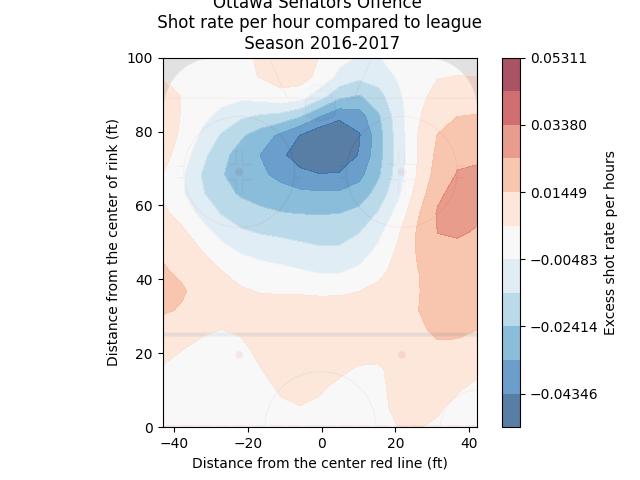 Ottawa Senators Offence
Shot rate per hour compared to league
Season 2016-2017
100
80
60
40
20
0
−40
−20
0
20
40
Distance from the center red line (ft)
Distance from the center of rink (ft)
0.05311
0.03380
0.01449
−0.00483
−0.02414
−0.04346
Excess shot rate per hours